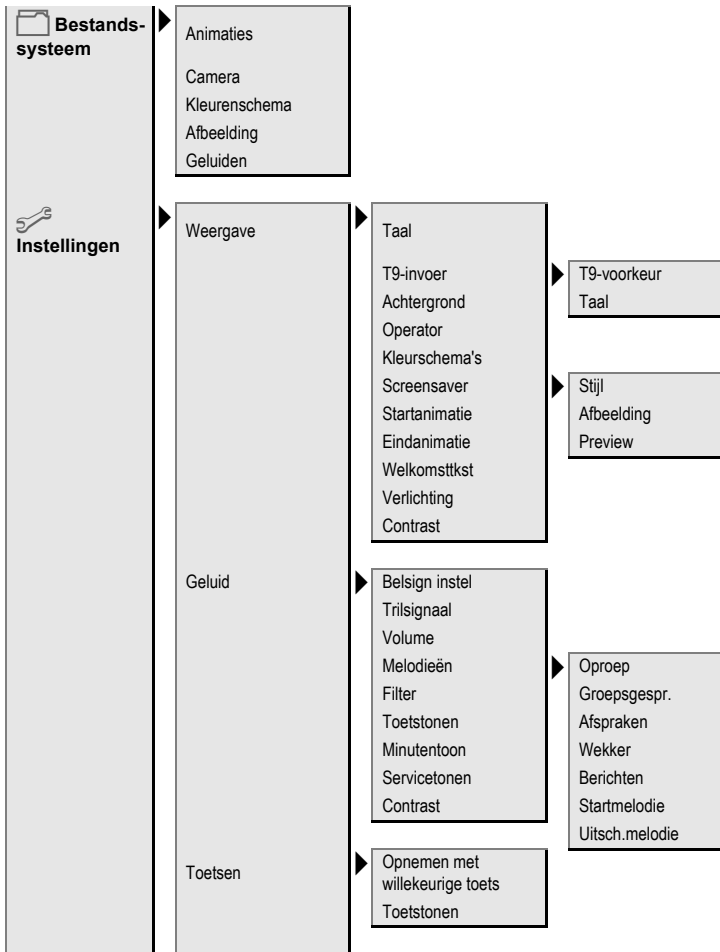 Bestands-
systeem
Animaties
Camera
Kleurenschema
Afbeelding
Geluiden
Instellingen
Weergave
Taal
T9-invoer
Achtergrond
Operator
Kleurschema's
Screensaver
Startanimatie
Eindanimatie
Welkomsttkst
Verlichting
Contrast
T9-voorkeur
Taal
Stijl
Afbeelding
Preview
Geluid
Belsign instel
Trilsignaal
Volume
Melodieën
Filter
Toetstonen
Minutentoon
Servicetonen
Contrast
Oproep
Groepsgespr.
Afspraken
Wekker
Berichten
Startmelodie
Uitsch.melodie
Toetsen
Opnemen met
willekeurige toets
Toetstonen